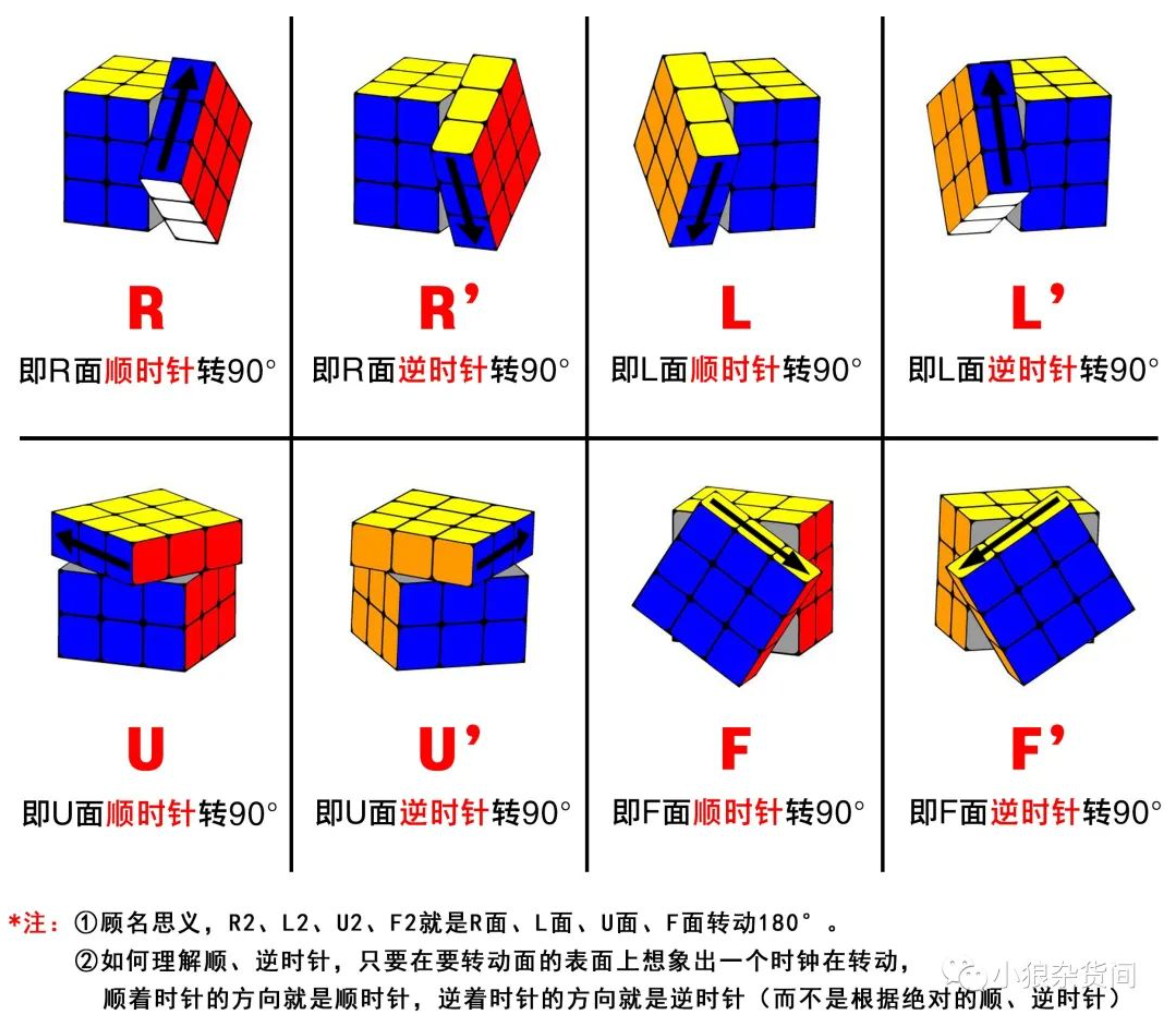 R
R’
L
L’
即R面顺时针转90°
即R面逆时针转90°
即L面顺时针转90°
即L面逆时针转90°
U
U’
F
F’
即U面顺时针转90°
即U面逆时针转90°
即F面顺时针转90°
即F面逆时针转90°
*注：①顾名思义，R2、L2、U2、F2就是R面、L面、U面、F面转动180°。
②如何理解顺、逆时针，只要在要转动面的表面上想象出一个时钟在转动，
顺着时针的方向就是顺时针，逆着时针的方向就是逆时针（而不是根据绝对的顺、逆时针）
小狼杂货间